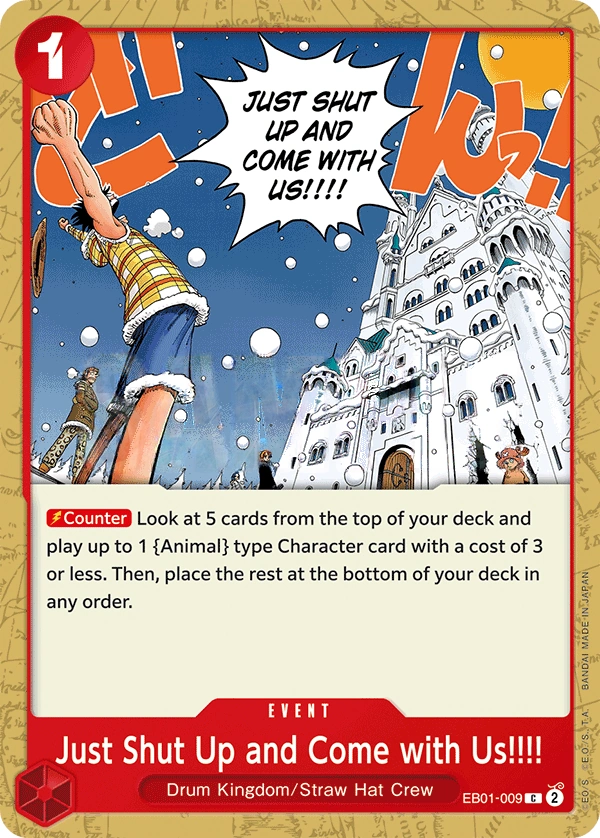 1
JUST SHUT
UP AND
COME WITH
US!!!!
Counter Look at 5 cards from the top of your deck and
play up to 1 {Animal} type Character card with a cost of 3
or less. Then, place the rest at the bottom of your deck in
any order.
EVENT
Just Shut Up and Come with Us!!!!
Drum Kingdom/Straw Hat Crew
EB01-009 C 2
©E.O.S. ©E.O./S.,T.,A. BANDAI MADE IN JAPAN